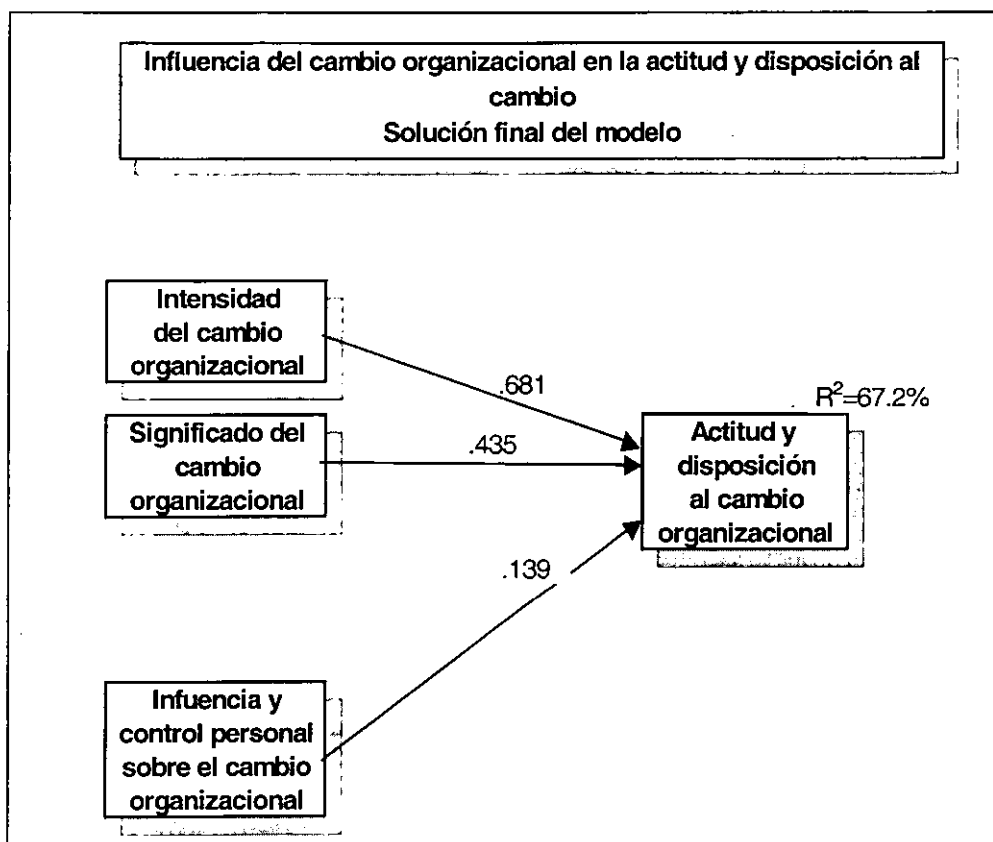 Influencia del cambio organizacional en la actitud y disposición al
cambio
Solución final del modelo
Intensidad
del cambio
organizacional
.681
R²=67.2%
Significado del
cambio
organizacional
.435
Actitud y
disposición
al cambio
organizacional
.139
Infuencia y
control personal
sobre el cambio
organizacional